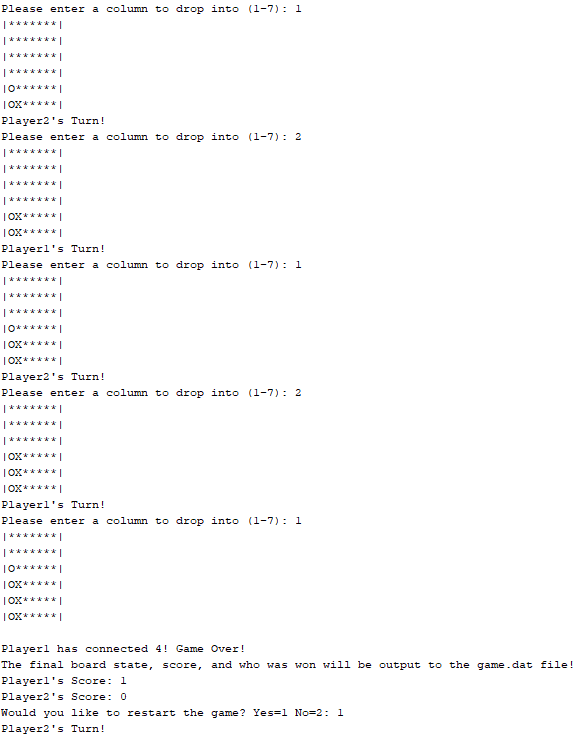 Please enter a column to drop into (1-7): 1
|*******|
|*******|
|*******|
|*******|
|O******|
|OX*****|
Player2's Turn!
Please enter a column to drop into (1-7): 2
|*******|
|*******|
|*******|
|*******|
|OX*****|
|OX*****|
Player1's Turn!
Please enter a column to drop into (1-7): 1
|*******|
|*******|
|*******|
|O******|
|OX*****|
|OX*****|
Player2's Turn!
Please enter a column to drop into (1-7): 2
|*******|
|*******|
|*******|
|OX*****|
|OX*****|
|OX*****|
Player1's Turn!
Please enter a column to drop into (1-7): 1
|*******|
|*******|
|O******|
|OX*****|
|OX*****|
|OX*****|
Player1 has connected 4! Game Over!
The final board state, score, and who was won will be output to the game.dat file!
Player1's Score: 1
Player2's Score: 0
Would you like to restart the game? Yes=1 No=2: 1
Player2's Turn!